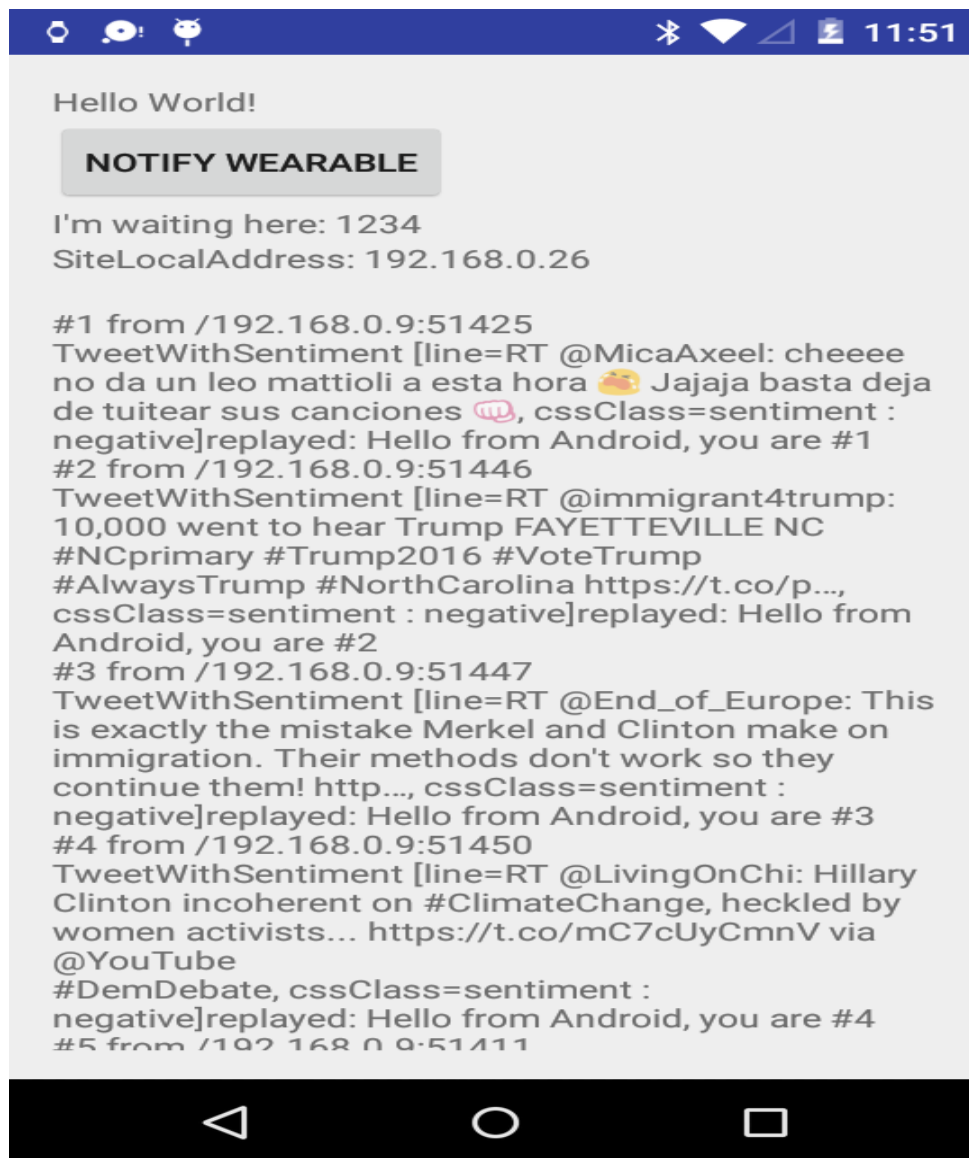 11:51
Hello World!
NOTIFY WEARABLE
I'm waiting here: 1234
SiteLocalAddress: 192.168.0.26
#1 from /192.168.0.9:51425
TweetWithSentiment [line=RT @MicaAxeel: cheeee
no da un leo mattioli a esta hora 😭 Jajaja basta deja
de tuitear sus canciones 👊, cssClass=sentiment :
negative]replayed: Hello from Android, you are #1
#2 from /192.168.0.9:51446
TweetWithSentiment [line=RT @immigrant4trump:
10,000 went to hear Trump FAYETTEVILLE NC
#NCprimary #Trump2016 #VoteTrump
#AlwaysTrump #NorthCarolina https://t.co/p…,
cssClass=sentiment : negative]replayed: Hello from
Android, you are #2
#3 from /192.168.0.9:51447
TweetWithSentiment [line=RT @End_of_Europe: This
is exactly the mistake Merkel and Clinton make on
immigration. Their methods don't work so they
continue them! http…, cssClass=sentiment :
negative]replayed: Hello from Android, you are #3
#4 from /192.168.0.9:51450
TweetWithSentiment [line=RT @LivingOnChi: Hillary
Clinton incoherent on #ClimateChange, heckled by
women activists... https://t.co/mC7cUyCmnV via
@YouTube
#DemDebate, cssClass=sentiment :
negative]replayed: Hello from Android, you are #4
#5 from /192.168.0.9:51411